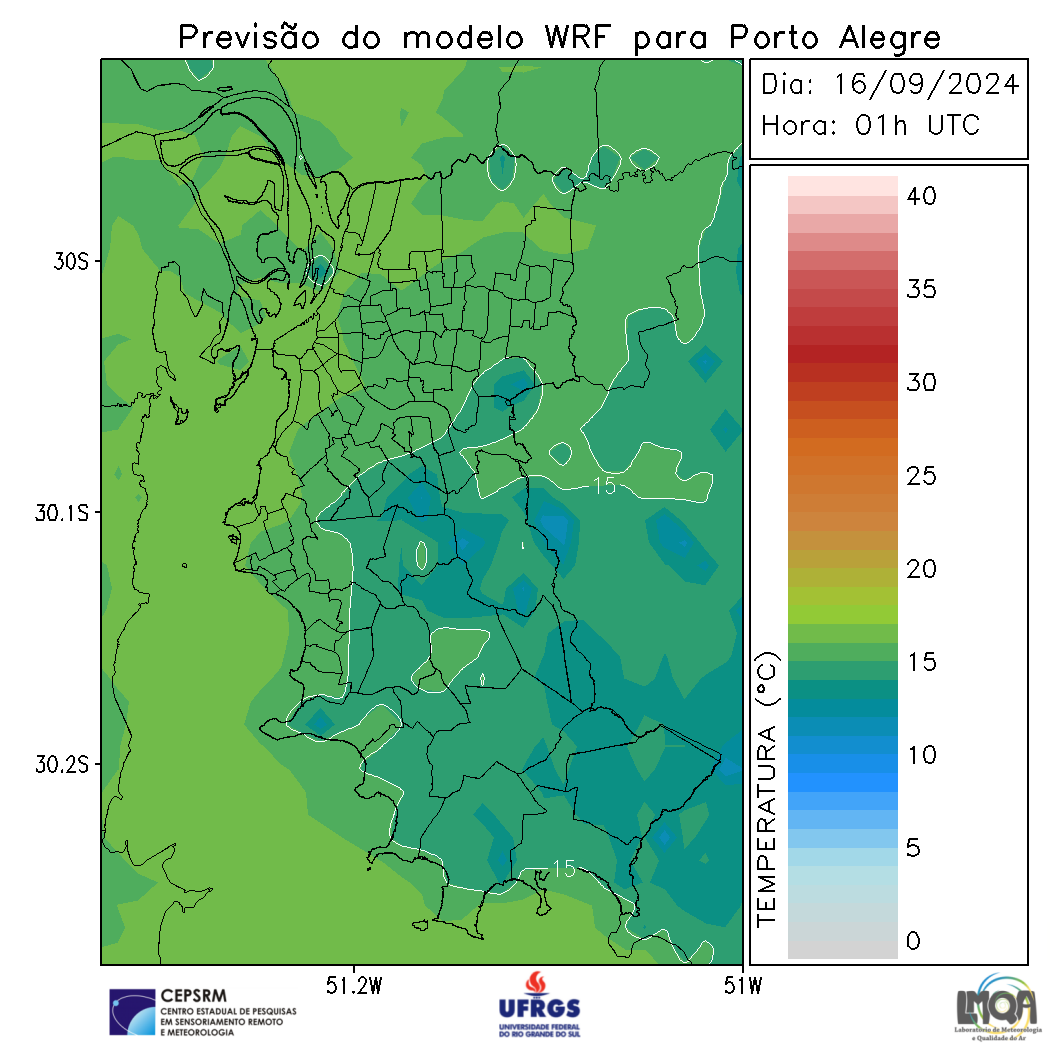 Previsão do modelo WRF para Porto Alegre
Dia: 16/09/2024
Hora: 01h UTC
30S
30.1S
30.2S
51.2W
51W
15
15
TEMPERATURA (°C)
40
35
30
25
20
15
10
5
0
CEPSRM
CENTRO ESTADUAL DE PESQUISAS
EM SENSORIAMENTO REMOTO
E METEOROLOGIA
UFRGS
UNIVERSIDADE FEDERAL
DO RIO GRANDE DO SUL
LMQA
Laboratório de Meteorologia
e Qualidade do Ar